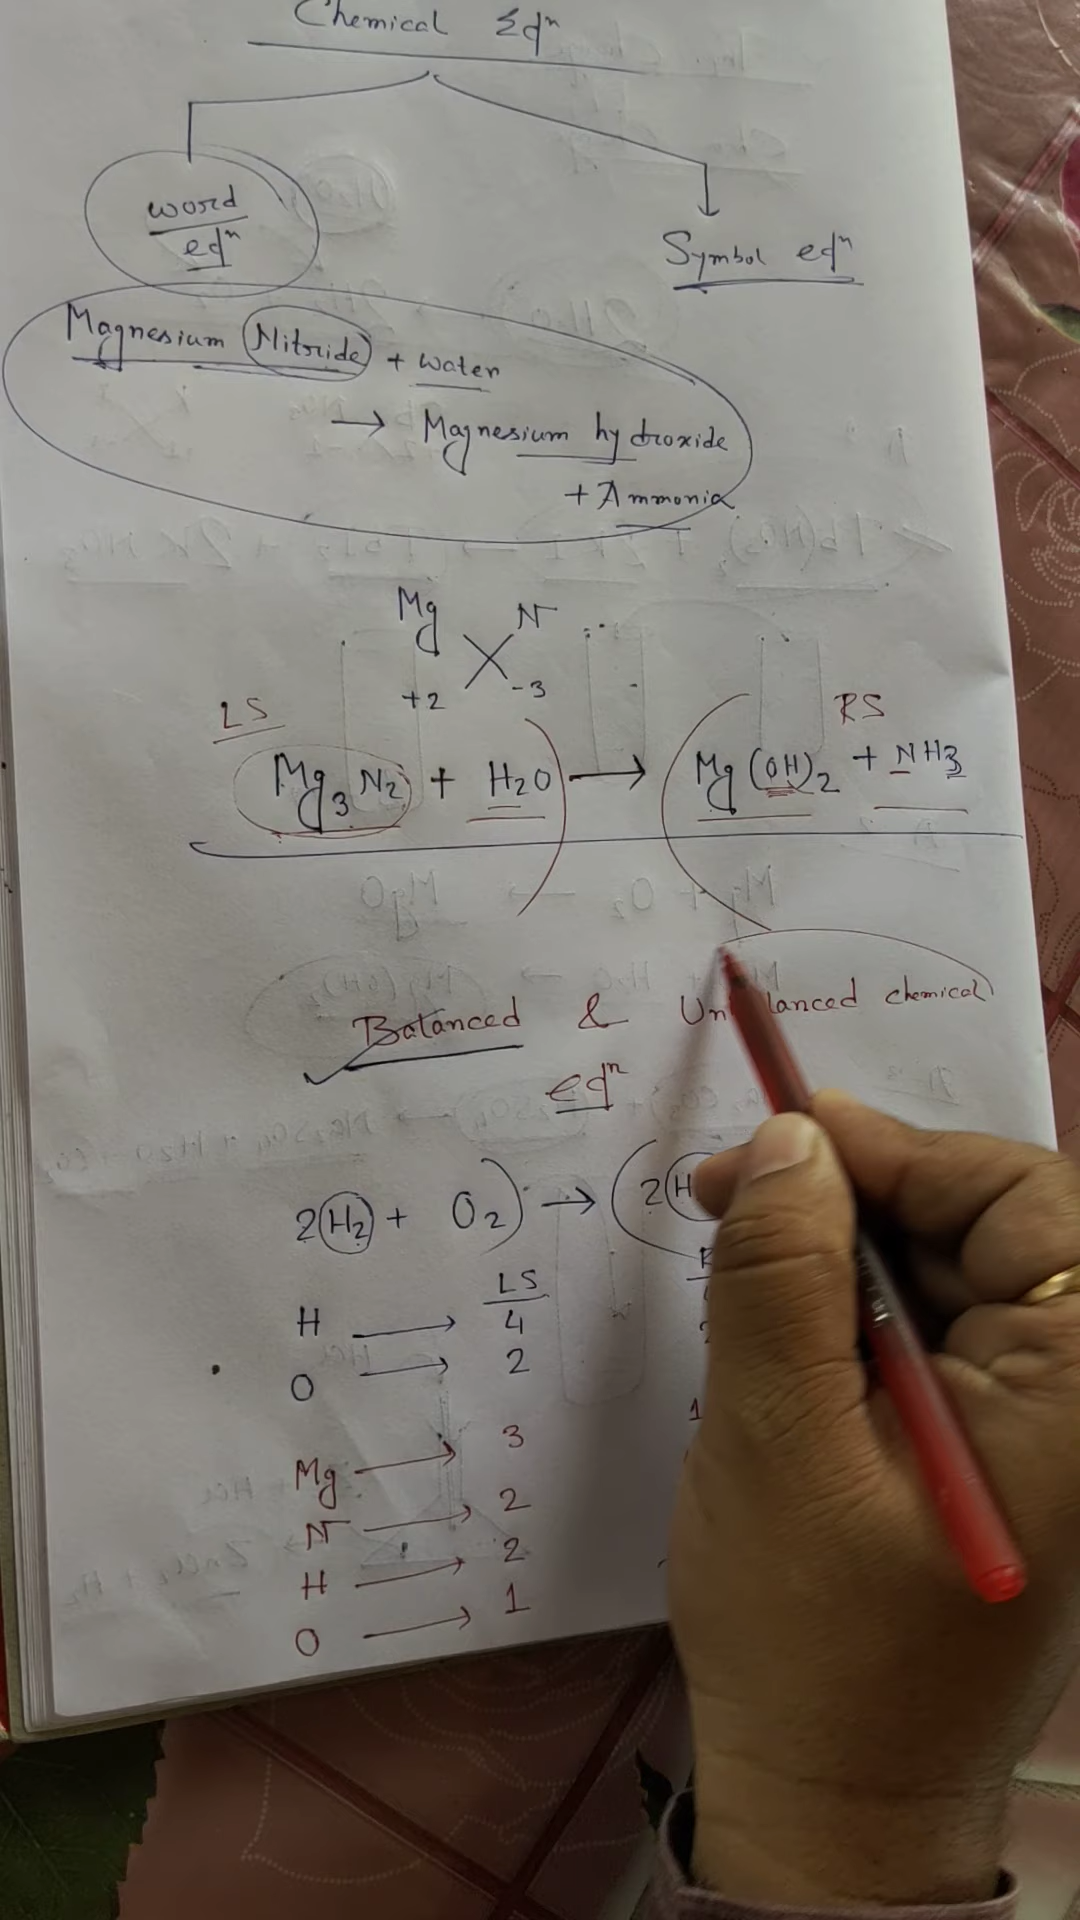 Chemical Eqⁿ
word
eqⁿ
Symbol eqⁿ
Magnesium Nitride + water
→ Magnesium hydroxide
+ Ammonia
Mg N
+2 -3
LS RS
Mg₃N₂ + H₂O → Mg(OH)₂ + NH₃
Balanced & Unbalanced chemical
eqⁿ
2H₂ + O₂ → 2H
LS
H → 4
O → 2
Mg → 3 1
N → 2
H → 2
O → 1